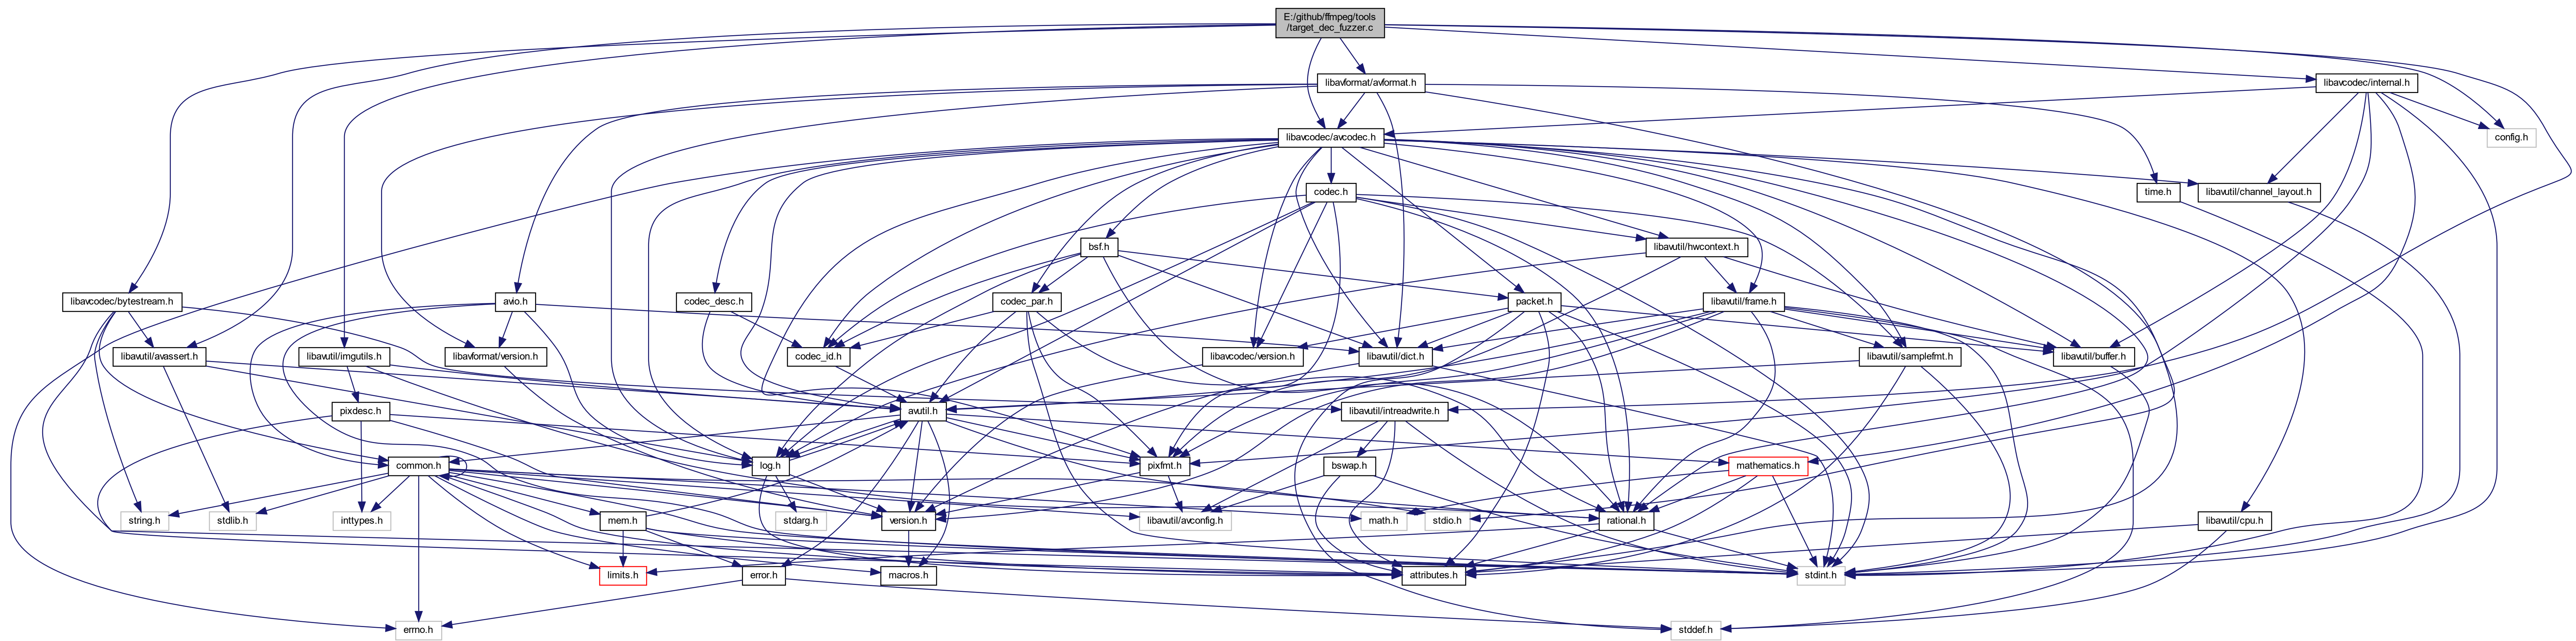 E:/github/ffmpeg/tools
/target_dec_fuzzer.c
libavformat/avformat.h
libavcodec/internal.h
libavcodec/avcodec.h
config.h
codec.h
time.h
libavutil/channel_layout.h
bsf.h
libavutil/hwcontext.h
libavcodec/bytestream.h
avio.h
codec_desc.h
codec_par.h
packet.h
libavutil/frame.h
libavutil/avassert.h
libavutil/imgutils.h
libavformat/version.h
codec_id.h
libavcodec/version.h
libavutil/dict.h
libavutil/samplefmt.h
libavutil/buffer.h
pixdesc.h
avutil.h
libavutil/intreadwrite.h
common.h
log.h
pixfmt.h
bswap.h
mathematics.h
string.h
stdlib.h
inttypes.h
mem.h
stdarg.h
version.h
libavutil/avconfig.h
math.h
stdio.h
rational.h
libavutil/cpu.h
limits.h
error.h
macros.h
attributes.h
stdint.h
errno.h
stddef.h